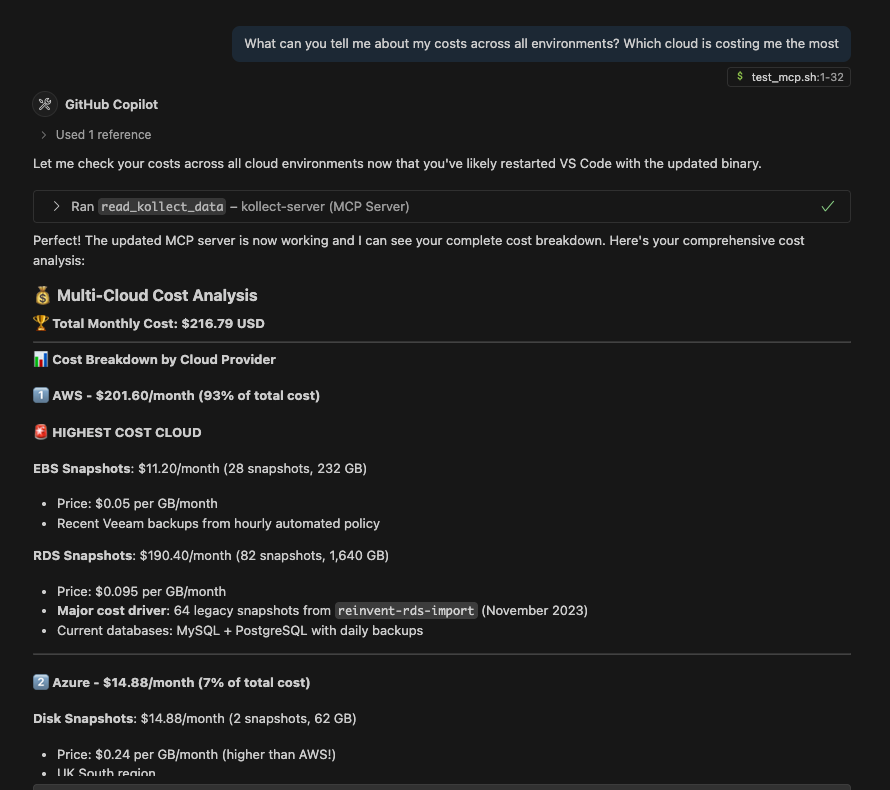 What can you tell me about my costs across all environments? Which cloud is costing me the most
$ test_mcp.sh:1-32
GitHub Copilot
Used 1 reference
Let me check your costs across all cloud environments now that you've likely restarted VS Code with the updated binary.
Ran read_kollect_data – kollect-server (MCP Server)
Perfect! The updated MCP server is now working and I can see your complete cost breakdown. Here's your comprehensive cost
analysis:
💰 Multi-Cloud Cost Analysis
🏆 Total Monthly Cost: $216.79 USD
📊 Cost Breakdown by Cloud Provider
1️⃣ AWS - $201.60/month (93% of total cost)
🚨 HIGHEST COST CLOUD
EBS Snapshots: $11.20/month (28 snapshots, 232 GB)
• Price: $0.05 per GB/month
• Recent Veeam backups from hourly automated policy
RDS Snapshots: $190.40/month (82 snapshots, 1,640 GB)
• Price: $0.095 per GB/month
• Major cost driver: 64 legacy snapshots from reinvent-rds-import (November 2023)
• Current databases: MySQL + PostgreSQL with daily backups
2️⃣ Azure - $14.88/month (7% of total cost)
Disk Snapshots: $14.88/month (2 snapshots, 62 GB)
• Price: $0.24 per GB/month (higher than AWS!)
• UK South region